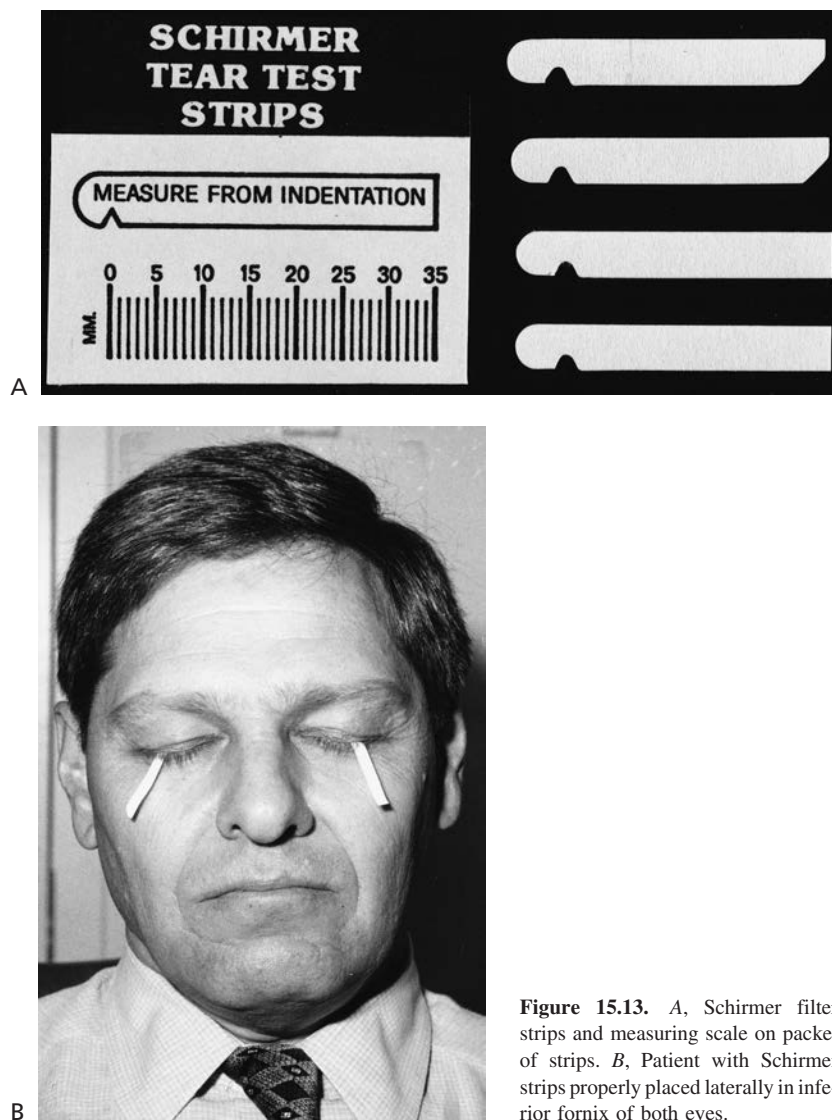 SCHIRMER
TEAR TEST
STRIPS
MEASURE FROM INDENTATION
0 5 10 15 20 25 30 35
MM.
A
B
Figure 15.13. A, Schirmer filter
strips and measuring scale on packe
of strips. B, Patient with Schirme
strips properly placed laterally in infe-
rior fornix of both eyes.